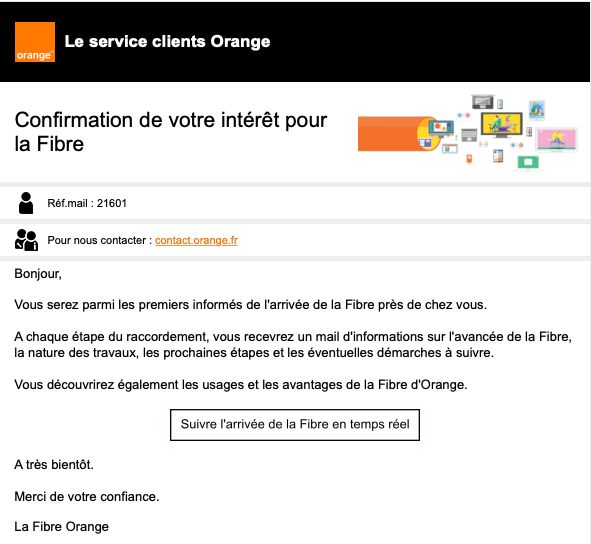 orange™
Le service clients Orange
Confirmation de votre intérêt pour
la Fibre
Réf.mail : 21601
Pour nous contacter : contact.orange.fr
Bonjour,
Vous serez parmi les premiers informés de l'arrivée de la Fibre près de chez vous.
A chaque étape du raccordement, vous recevrez un mail d'informations sur l'avancée de la Fibre,
la nature des travaux, les prochaines étapes et les éventuelles démarches à suivre.
Vous découvrirez également les usages et les avantages de la Fibre d'Orange.
Suivre l'arrivée de la Fibre en temps réel
A très bientôt.
Merci de votre confiance.
La Fibre Orange